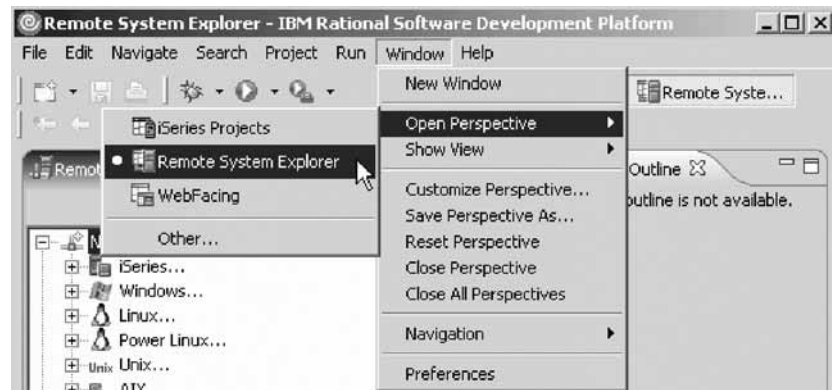 Remote System Explorer - IBM Rational Software Development Platform
File Edit Navigate Search Project Run Window Help
New Window
Remote Syste...
iSeries Projects
Open Perspective
Remote System Explorer
Show View
Outline
WebFacing
Customize Perspective...
outline is not available.
Save Perspective As...
Other...
Reset Perspective
iSeries...
Close Perspective
Windows...
Close All Perspectives
Linux...
Power Linux...
Navigation
Unix Unix...
AIX
Preferences